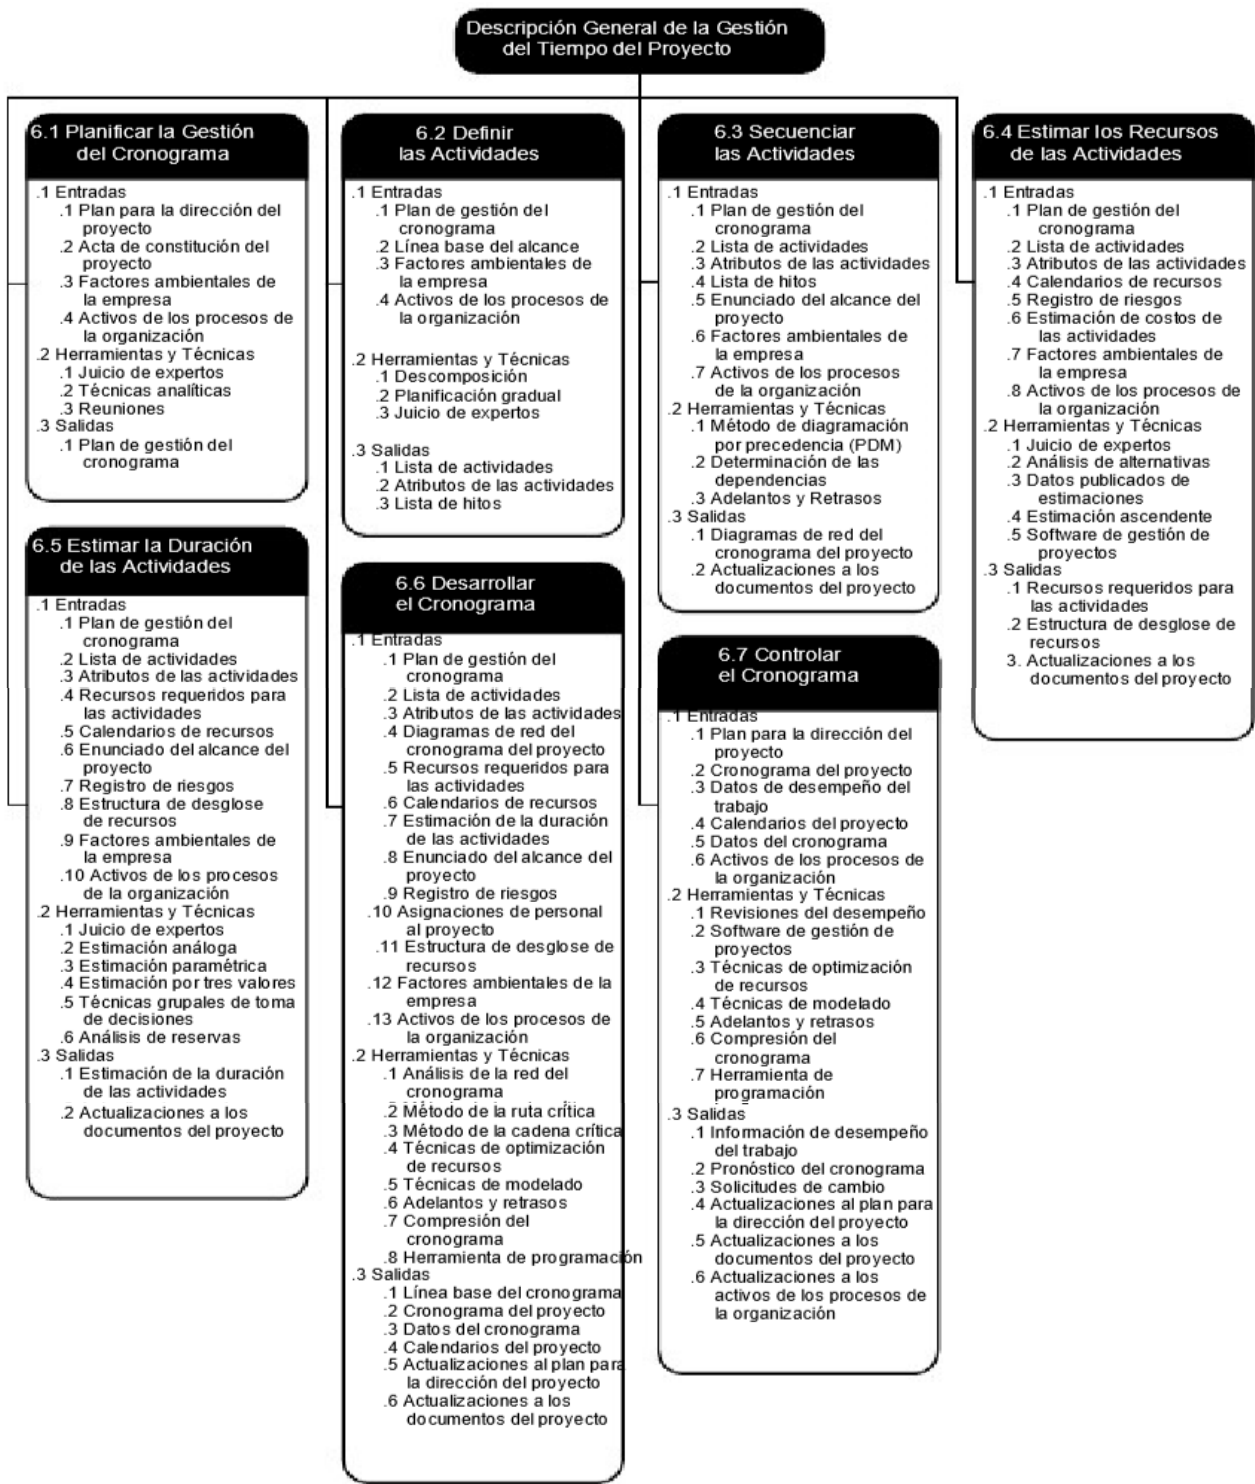 Descripción General de la Gestión
del Tiempo del Proyecto
6.1 Planificar la Gestión
del Cronograma
.1 Entradas
.1 Plan para la dirección del
proyecto
.2 Acta de constitución del
proyecto
.3 Factores ambientales de
la empresa
.4 Activos de los procesos de
la organización
.2 Herramientas y Técnicas
.1 Juicio de expertos
.2 Técnicas analíticas
.3 Reuniones
.3 Salidas
.1 Plan de gestión del
cronograma
6.2 Definir
las Actividades
.1 Entradas
.1 Plan de gestión del
cronograma
.2 Línea base del alcance
.3 Factores ambientales de
la empresa
.4 Activos de los procesos de
la organización
.2 Herramientas y Técnicas
.1 Descomposición
.2 Planificación gradual
.3 Juicio de expertos
.3 Salidas
.1 Lista de actividades
.2 Atributos de las actividades
.3 Lista de hitos
6.3 Secuenciar
las Actividades
.1 Entradas
.1 Plan de gestión del
cronograma
.2 Lista de actividades
.3 Atributos de las actividades
.4 Lista de hitos
.5 Enunciado del alcance del
proyecto
.6 Factores ambientales de
la empresa
.7 Activos de los procesos
de la organización
.2 Herramientas y Técnicas
.1 Método de diagramación
por precedencia (PDM)
.2 Determinación de las
dependencias
.3 Adelantos y Retrasos
.3 Salidas
.1 Diagramas de red del
cronograma del proyecto
.2 Actualizaciones a los
documentos del proyecto
6.4 Estimar los Recursos
de las Actividades
.1 Entradas
.1 Plan de gestión del
cronograma
.2 Lista de actividades
.3 Atributos de las actividades
.4 Calendarios de recursos
.5 Registro de riesgos
.6 Estimación de costos de
las actividades
.7 Factores ambientales de
la empresa
.8 Activos de los procesos de
la organización
.2 Herramientas y Técnicas
.1 Juicio de expertos
.2 Análisis de alternativas
.3 Datos publicados de
estimaciones
.4 Estimación ascendente
.5 Software de gestión de
proyectos
.3 Salidas
.1 Recursos requeridos para
las actividades
.2 Estructura de desglose de
recursos
3. Actualizaciones a los
documentos del proyecto
6.5 Estimar la Duración
de las Actividades
.1 Entradas
.1 Plan de gestión del
cronograma
.2 Lista de actividades
.3 Atributos de las actividades
.4 Recursos requeridos para
las actividades
.5 Calendarios de recursos
.6 Enunciado del alcance del
proyecto
.7 Registro de riesgos
.8 Estructura de desglose
de recursos
.9 Factores ambientales de
la empresa
.10 Activos de los procesos
de la organización
.2 Herramientas y Técnicas
.1 Juicio de expertos
.2 Estimación análoga
.3 Estimación paramétrica
.4 Estimación por tres valores
.5 Técnicas grupales de toma
de decisiones
.6 Análisis de reservas
.3 Salidas
.1 Estimación de la duración
de las actividades
.2 Actualizaciones a los
documentos del proyecto
6.6 Desarrollar
el Cronograma
.1 Entradas
.1 Plan de gestión del
cronograma
.2 Lista de actividades
.3 Atributos de las actividades
.4 Diagramas de red del
cronograma del proyecto
.5 Recursos requeridos para
las actividades
.6 Calendarios de recursos
.7 Estimación de la duración
de las actividades
.8 Enunciado del alcance del
proyecto
.9 Registro de riesgos
.10 Asignaciones de personal
al proyecto
.11 Estructura de desglose de
recursos
.12 Factores ambientales de la
empresa
.13 Activos de los procesos de
la organización
.2 Herramientas y Técnicas
.1 Análisis de la red del
cronograma
.2 Método de la ruta crítica
.3 Método de la cadena crítica
.4 Técnicas de optimización
de recursos
.5 Técnicas de modelado
.6 Adelantos y retrasos
.7 Compresión del
cronograma
.8 Herramienta de programación
.3 Salidas
.1 Línea base del cronograma
.2 Cronograma del proyecto
.3 Datos del cronograma
.4 Calendarios del proyecto
.5 Actualizaciones al plan para
la dirección del proyecto
.6 Actualizaciones a los
documentos del proyecto
6.7 Controlar
el Cronograma
.1 Entradas
.1 Plan para la dirección del
proyecto
.2 Cronograma del proyecto
.3 Datos de desempeño del
trabajo
.4 Calendarios del proyecto
.5 Datos del cronograma
.6 Activos de los procesos de
la organización
.2 Herramientas y Técnicas
.1 Revisiones del desempeño
.2 Software de gestión de
proyectos
.3 Técnicas de optimización
de recursos
.4 Técnicas de modelado
.5 Adelantos y retrasos
.6 Compresión del
cronograma
.7 Herramienta de
programación
.3 Salidas
.1 Información de desempeño
del trabajo
.2 Pronóstico del cronograma
.3 Solicitudes de cambio
.4 Actualizaciones al plan para
la dirección del proyecto
.5 Actualizaciones a los
documentos del proyecto
.6 Actualizaciones a los
activos de los procesos de
la organización